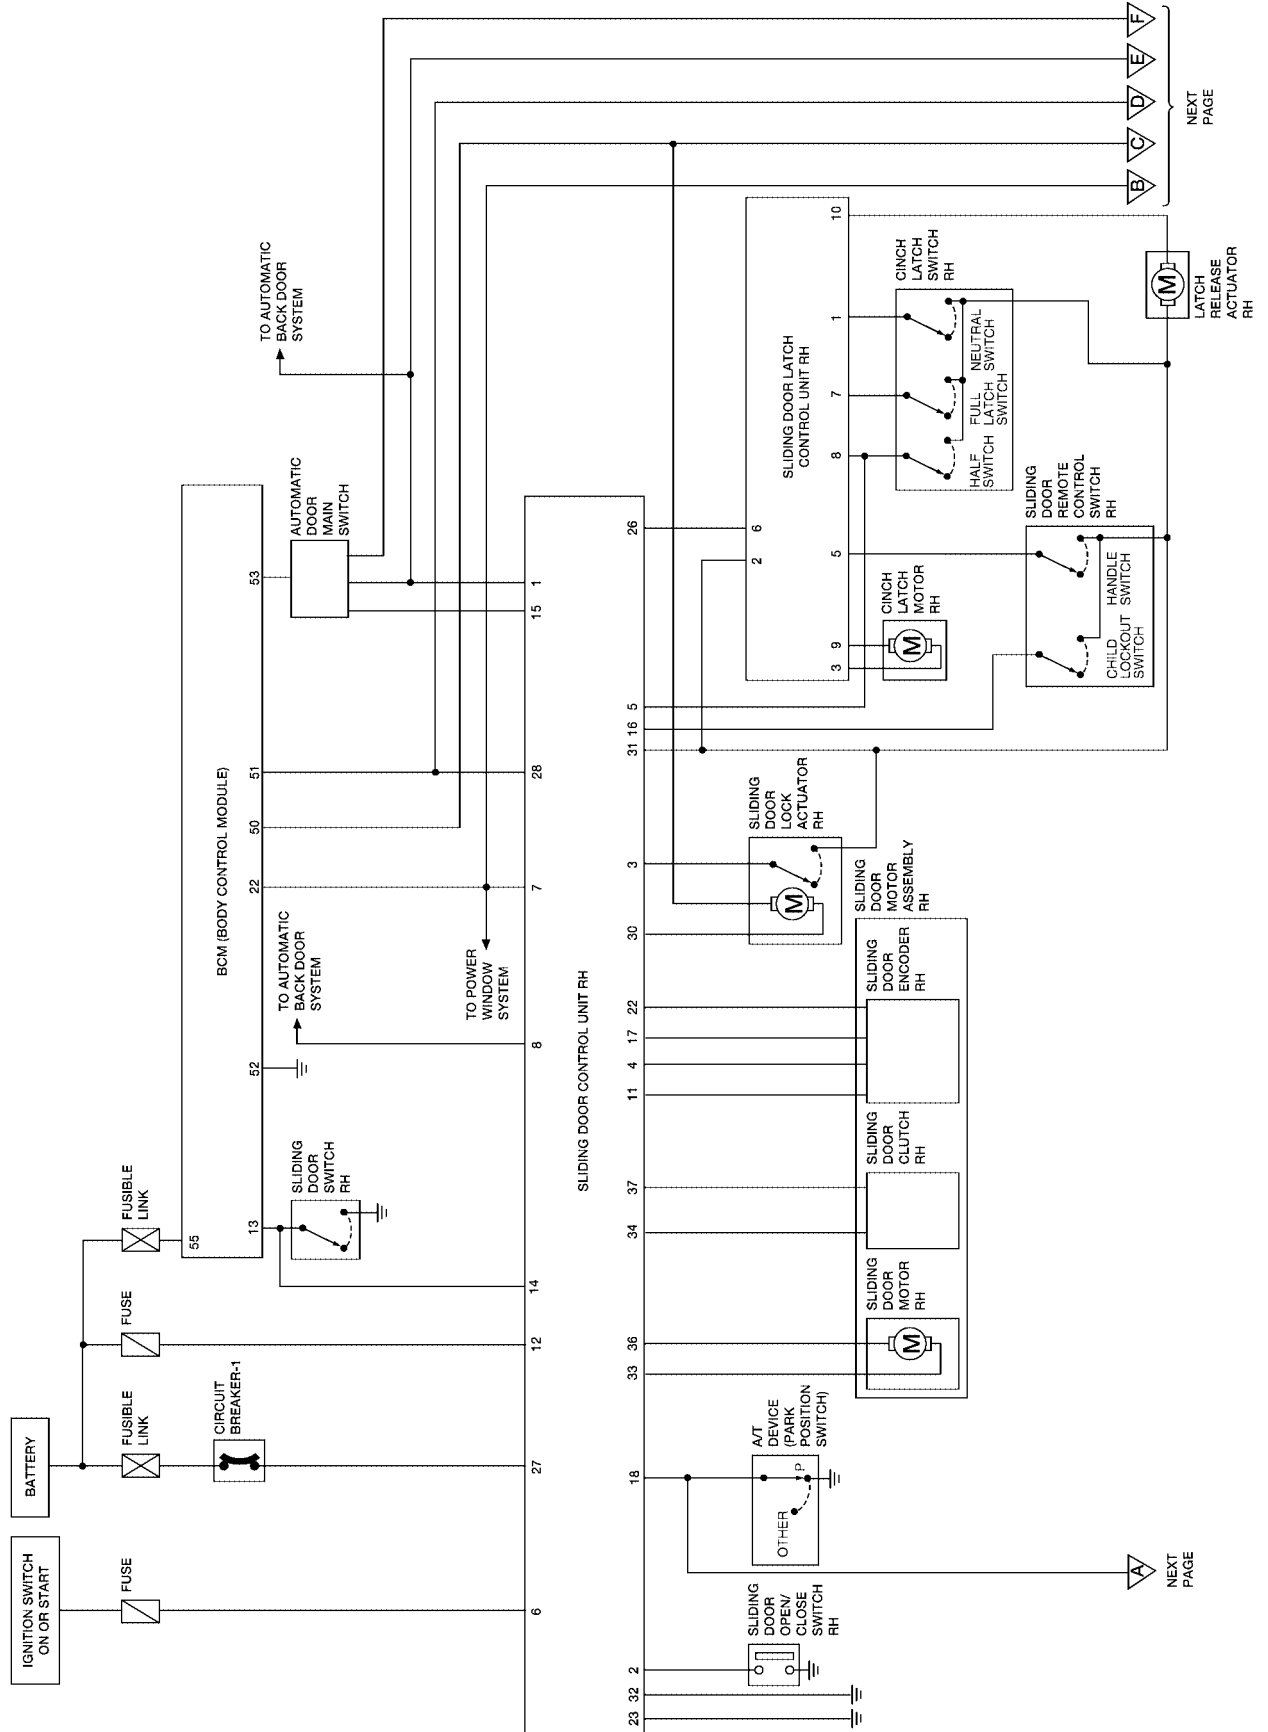 IGNITION SWITCH
ON OR START
BATTERY
FUSE
FUSIBLE
LINK
FUSE
FUSIBLE
LINK
CIRCUIT
BREAKER-1
55
BCM (BODY CONTROL MODULE)
13
52
22
50
51
53
SLIDING
DOOR
SWITCH
RH
TO AUTOMATIC
BACK DOOR
SYSTEM
AUTOMATIC
DOOR
MAIN
SWITCH
TO AUTOMATIC
BACK DOOR
SYSTEM
TO POWER
WINDOW
SYSTEM
6
27
12
14
8
7
28
15
1
SLIDING DOOR CONTROL UNIT RH
23
32
2
18
33
36
34
37
11
4
17
22
30
3
31
16
5
26
SLIDING
DOOR
OPEN/
CLOSE
SWITCH
RH
A/T
DEVICE
(PARK
POSITION
SWITCH)
OTHER
P
SLIDING
DOOR
MOTOR
RH
M
SLIDING
DOOR
CLUTCH
RH
SLIDING
DOOR
ENCODER
RH
SLIDING
DOOR
MOTOR
ASSEMBLY
RH
SLIDING
DOOR
LOCK
ACTUATOR
RH
M
2
6
SLIDING DOOR LATCH
CONTROL UNIT RH
3
9
5
8
7
1
10
CINCH
LATCH
MOTOR
RH
M
HALF
SWITCH
FULL
LATCH
SWITCH
NEUTRAL
SWITCH
CINCH
LATCH
SWITCH
RH
CHILD
LOCKOUT
SWITCH
HANDLE
SWITCH
SLIDING
DOOR
REMOTE
CONTROL
SWITCH
RH
M
LATCH
RELEASE
ACTUATOR
RH
A
NEXT
PAGE
B
C
D
E
F
NEXT
PAGE